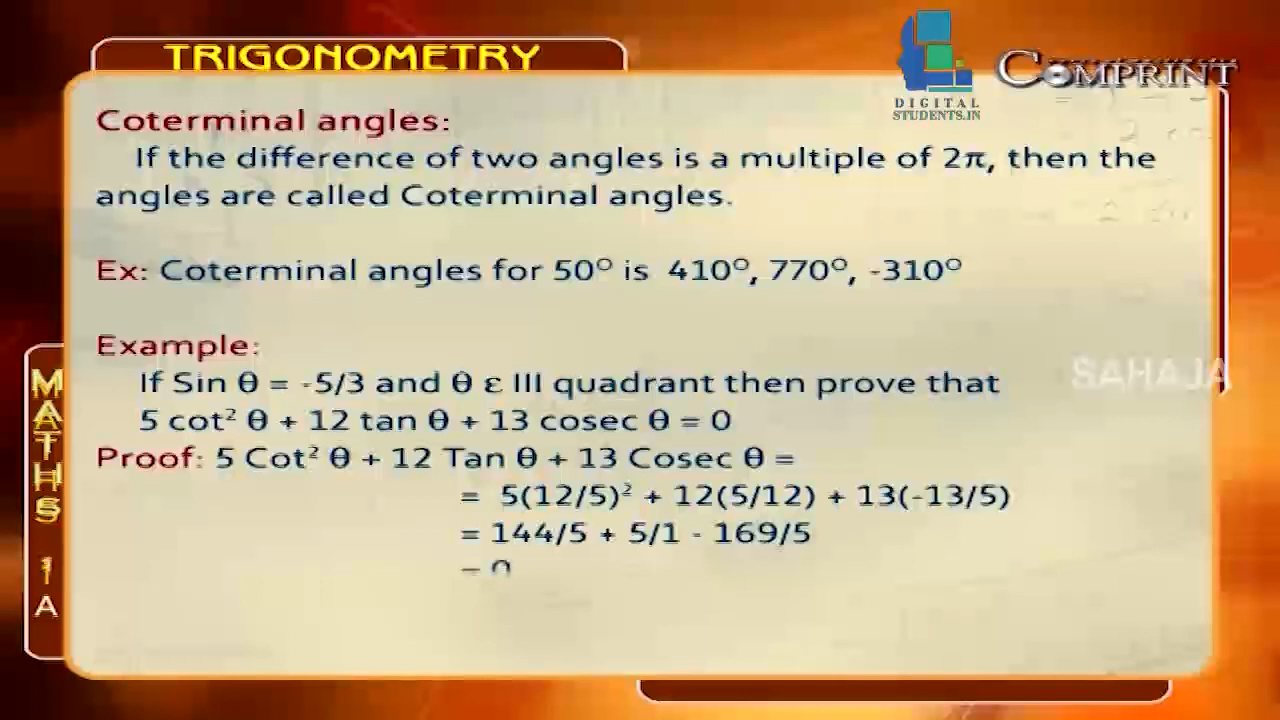 TRIGONOMETRY
DIGITAL
STUDENTS.IN
COMPRINT
Coterminal angles:
If the difference of two angles is a multiple of 2π, then the
angles are called Coterminal angles.
Ex: Coterminal angles for 50° is 410°, 770°, -310°
Example:
If Sin θ = -5/3 and θ ε III quadrant then prove that
5 cot² θ + 12 tan θ + 13 cosec θ = 0
Proof: 5 Cot² θ + 12 Tan θ + 13 Cosec θ =
= 5(12/5)² + 12(5/12) + 13(-13/5)
= 144/5 + 5/1 - 169/5
= 0
SAHAJA
MATHS 1 A